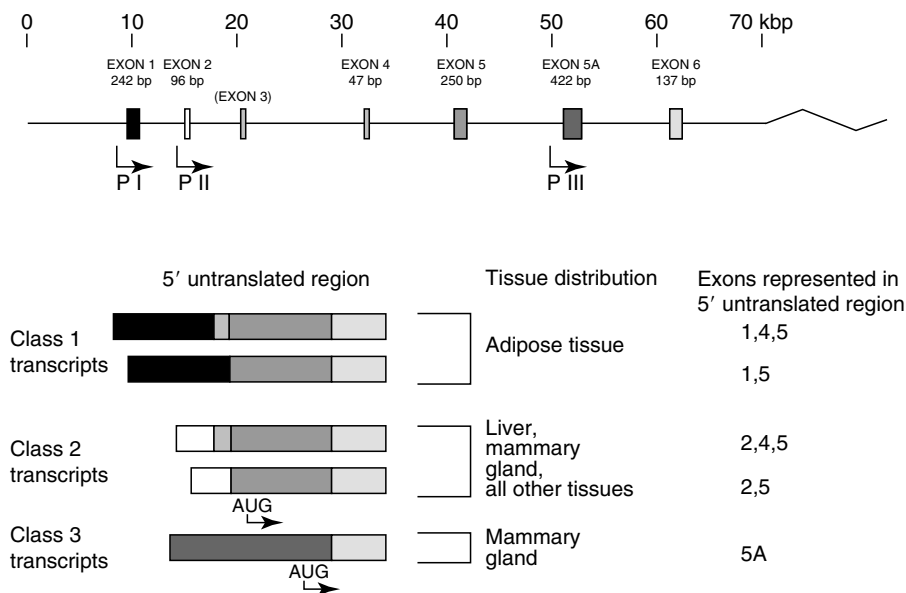 0 10 20 30 40 50 60 70 kbp
EXON 1 EXON 2 EXON 4 EXON 5 EXON 5A EXON 6
242 bp 96 bp 47 bp 250 bp 422 bp 137 bp
(EXON 3)
P I P II P III
5′ untranslated region
Tissue distribution
Exons represented in
5′ untranslated region
Class 1
transcripts
Adipose tissue
1,4,5
1,5
Class 2
transcripts
Liver,
mammary
gland,
all other tissues
2,4,5
2,5
AUG
Class 3
transcripts
Mammary
gland
5A
AUG